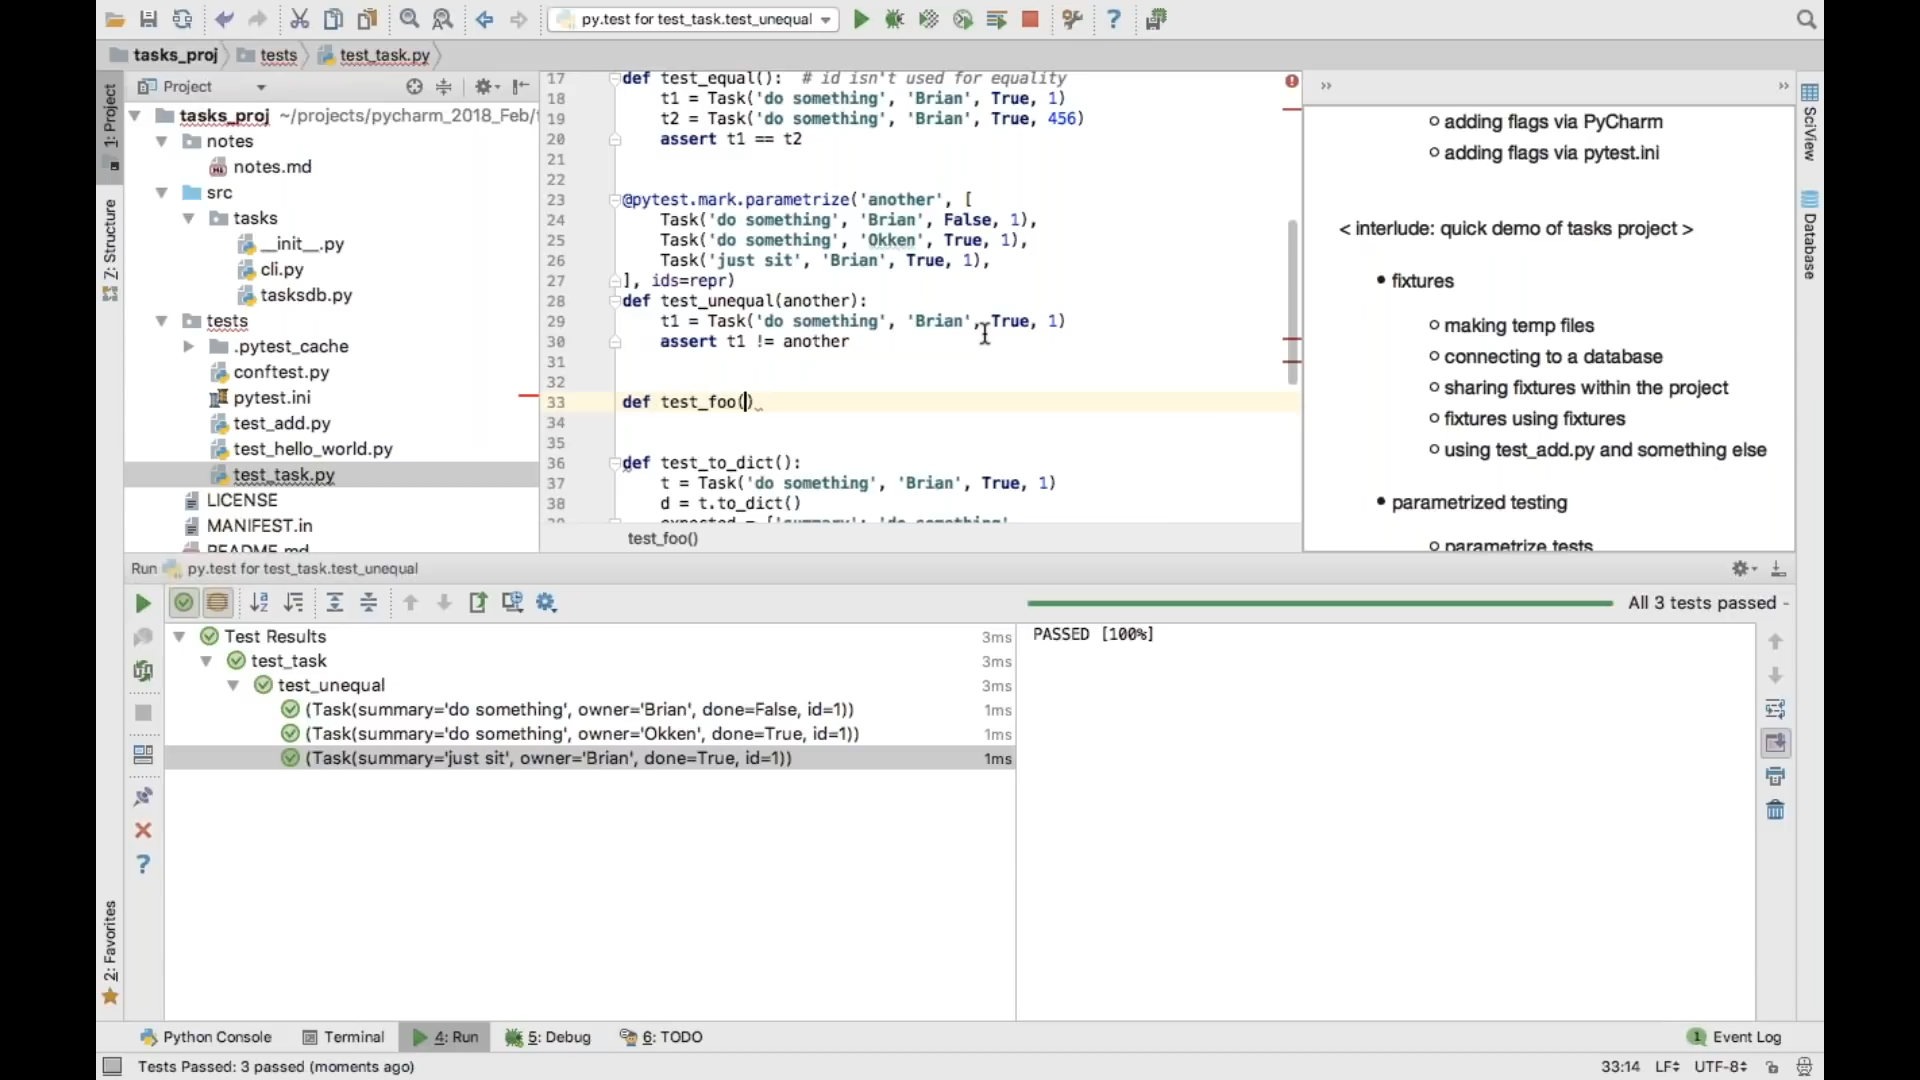 py.test for test_task.test_unequal
tasks_proj
tests
test_task.py
1: Project
Z: Structure
2: Favorites
Project
tasks_proj ~/projects/pycharm_2018_Feb/
notes
notes.md
src
tasks
__init__.py
cli.py
tasksdb.py
tests
.pytest_cache
conftest.py
pytest.ini
test_add.py
test_hello_world.py
test_task.py
LICENSE
MANIFEST.in
README.md
17 def test_equal():  # id isn't used for equality
18 t1 = Task('do something', 'Brian', True, 1)
19 t2 = Task('do something', 'Brian', True, 456)
20 assert t1 == t2
21
22
23 @pytest.mark.parametrize('another', [
24 Task('do something', 'Brian', False, 1),
25 Task('do something', 'Okken', True, 1),
26 Task('just sit', 'Brian', True, 1),
27 ], ids=repr)
28 def test_unequal(another):
29 t1 = Task('do something', 'Brian', True, 1)
30 assert t1 != another
31
32
33 def test_foo()
34
35
36 def test_to_dict():
37 t = Task('do something', 'Brian', True, 1)
38 d = t.to_dict()
39 expected = {'summary': 'do something',
test_foo()
adding flags via PyCharm
adding flags via pytest.ini
< interlude: quick demo of tasks project >
fixtures
making temp files
connecting to a database
sharing fixtures within the project
fixtures using fixtures
using test_add.py and something else
parametrized testing
parametrize tests
SciView
Database
Run py.test for test_task.test_unequal
All 3 tests passed -
Test Results 3ms
test_task 3ms
test_unequal 3ms
(Task(summary='do something', owner='Brian', done=False, id=1)) 1ms
(Task(summary='do something', owner='Okken', done=True, id=1)) 1ms
(Task(summary='just sit', owner='Brian', done=True, id=1)) 1ms
PASSED [100%]
Python Console
Terminal
4: Run
5: Debug
6: TODO
1 Event Log
Tests Passed: 3 passed (moments ago)
33:14 LF UTF-8